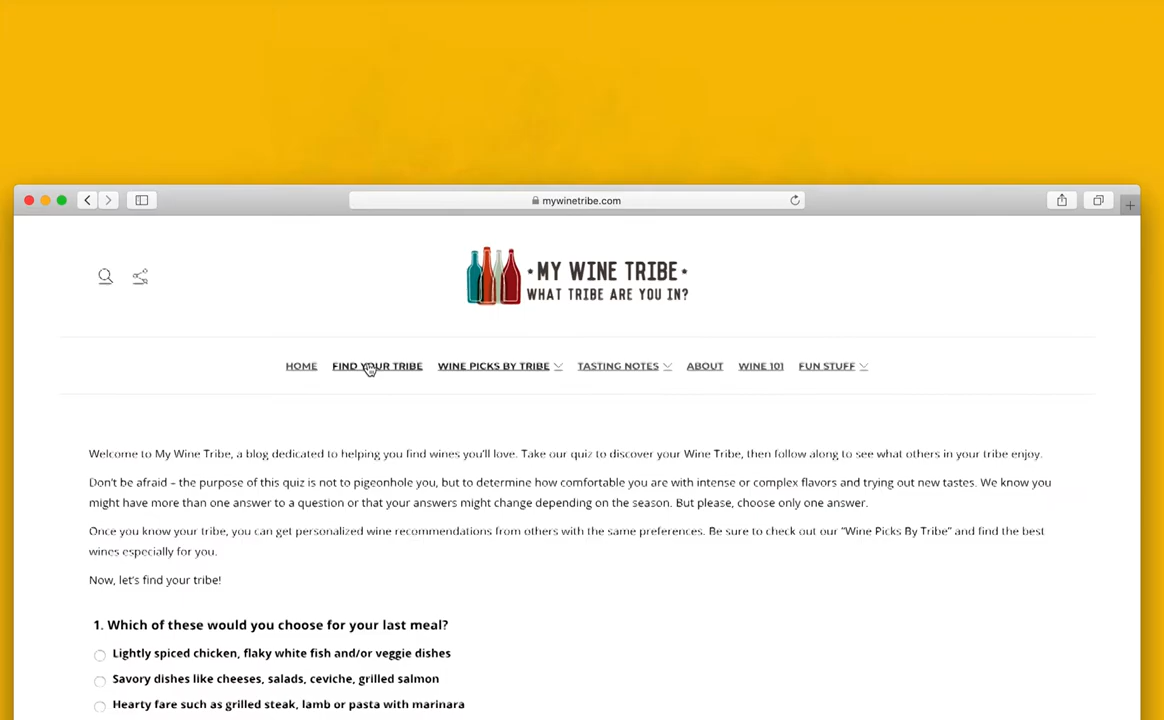 mywinetribe.com
• MY WINE TRIBE •
WHAT TRIBE ARE YOU IN?
HOME FIND YOUR TRIBE WINE PICKS BY TRIBE TASTING NOTES ABOUT WINE 101 FUN STUFF
Welcome to My Wine Tribe, a blog dedicated to helping you find wines you'll love. Take our quiz to discover your Wine Tribe, then follow along to see what others in your tribe enjoy.
Don't be afraid – the purpose of this quiz is not to pigeonhole you, but to determine how comfortable you are with intense or complex flavors and trying out new tastes. We know you
might have more than one answer to a question or that your answers might change depending on the season. But please, choose only one answer.
Once you know your tribe, you can get personalized wine recommendations from others with the same preferences. Be sure to check out our "Wine Picks By Tribe" and find the best
wines especially for you.
Now, let's find your tribe!
1. Which of these would you choose for your last meal?
Lightly spiced chicken, flaky white fish and/or veggie dishes
Savory dishes like cheeses, salads, ceviche, grilled salmon
Hearty fare such as grilled steak, lamb or pasta with marinara